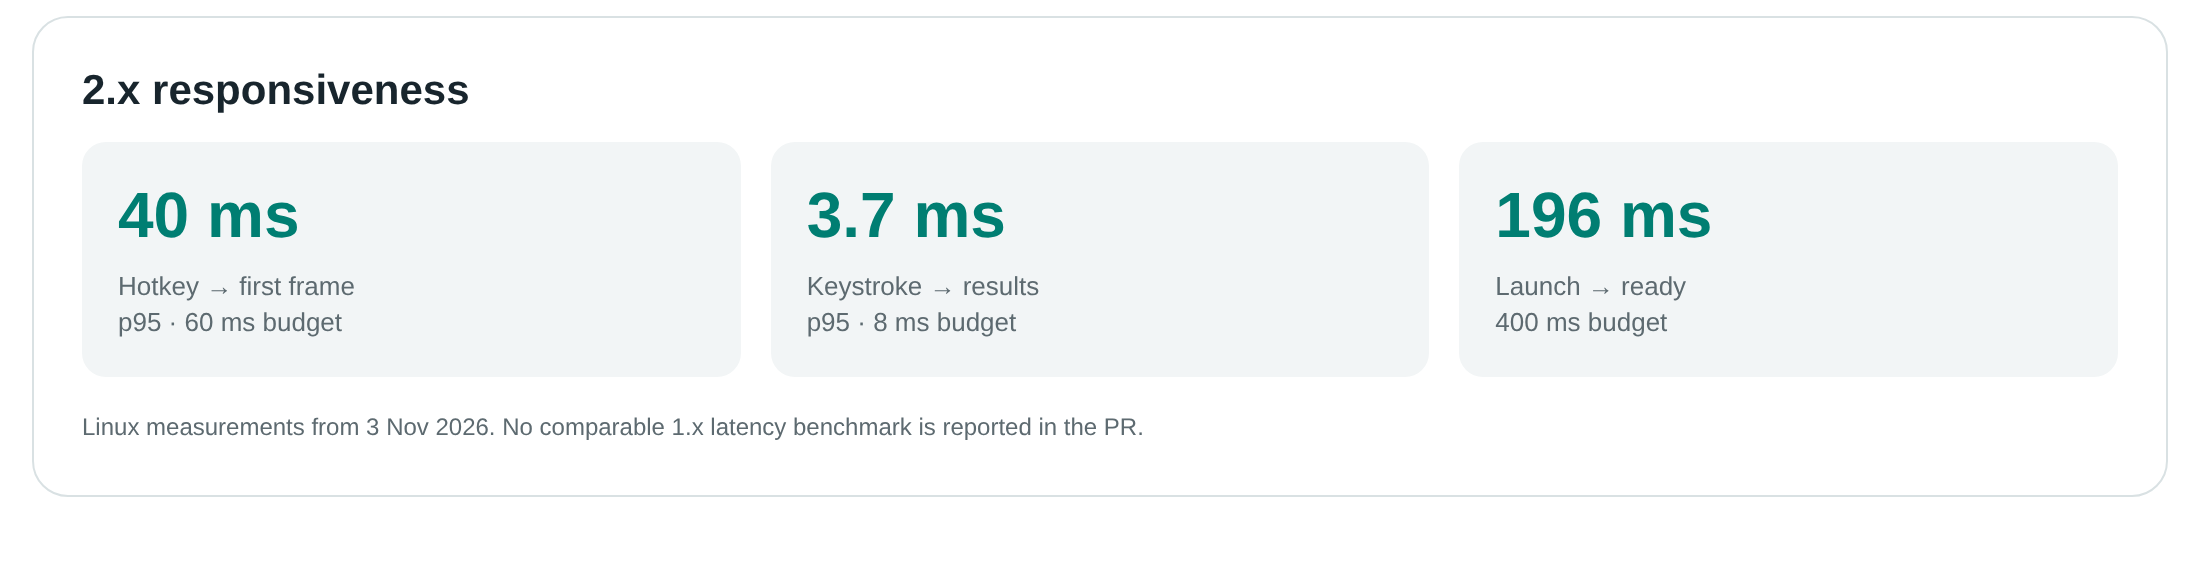 2.x responsiveness
40 ms
Hotkey → first frame
p95 · 60 ms budget
3.7 ms
Keystroke → results
p95 · 8 ms budget
196 ms
Launch → ready
400 ms budget
Linux measurements from 3 Nov 2026. No comparable 1.x latency benchmark is reported in the PR.